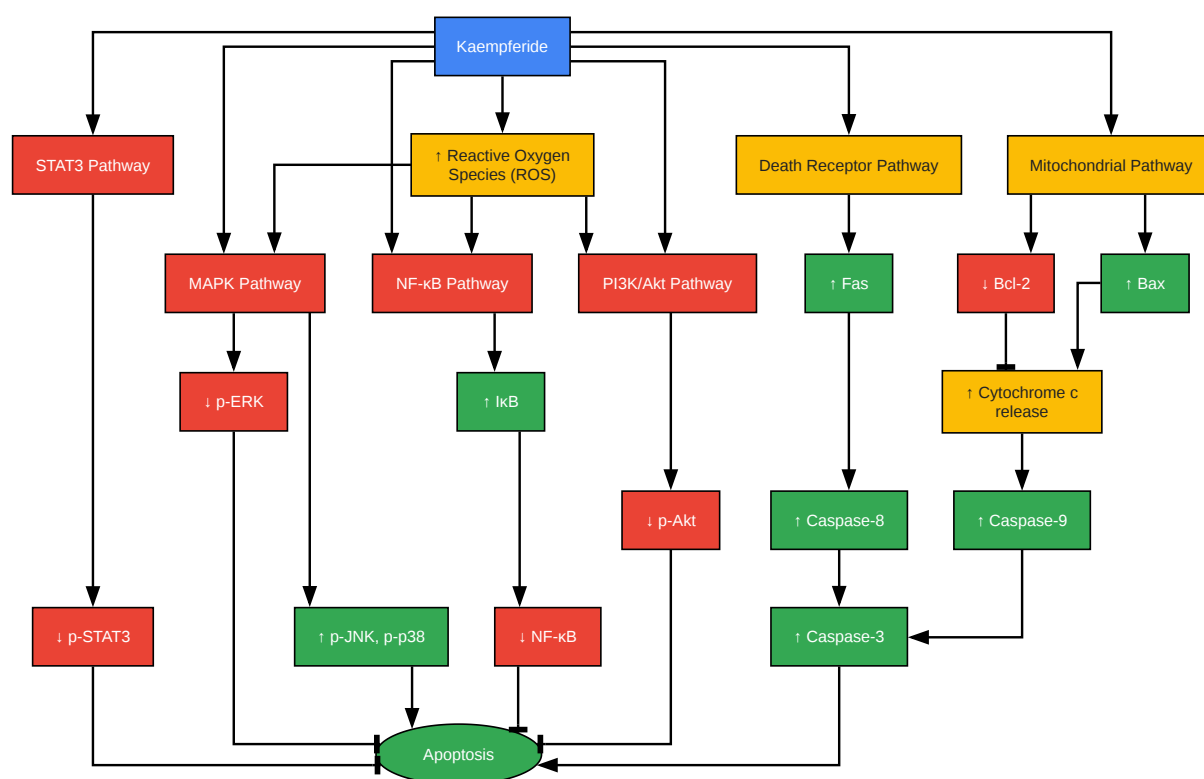 Kaempferide
STAT3 Pathway
↑ Reactive Oxygen
Species (ROS)
Death Receptor Pathway
Mitochondrial Pathway
MAPK Pathway
NF-κB Pathway
PI3K/Akt Pathway
↑ Fas
↓ Bcl-2
↑ Bax
↓ p-ERK
↑ IκB
↑ Cytochrome c
release
↓ p-Akt
↑ Caspase-8
↑ Caspase-9
↓ p-STAT3
↑ p-JNK, p-p38
↓ NF-κB
↑ Caspase-3
Apoptosis